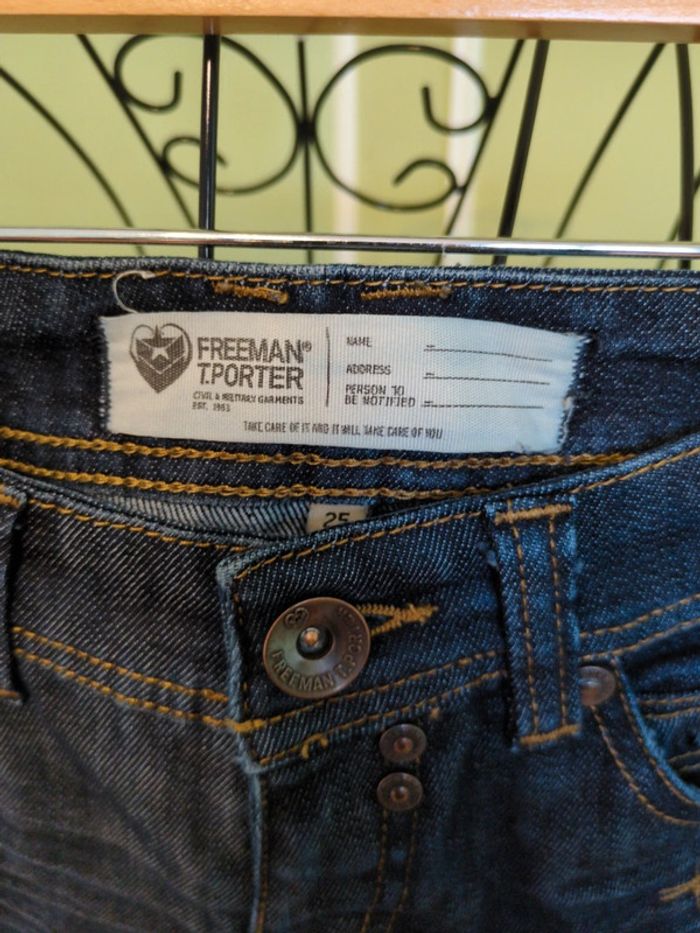 FREEMAN®
T.PORTER
CIVIL & MILITARY GARMENTS
EST. 1963
NAME
ADDRESS
PERSON TO
BE NOTIFIED
TAKE CARE OF IT AND IT WILL TAKE CARE OF YOU
25
FREEMAN T.POR